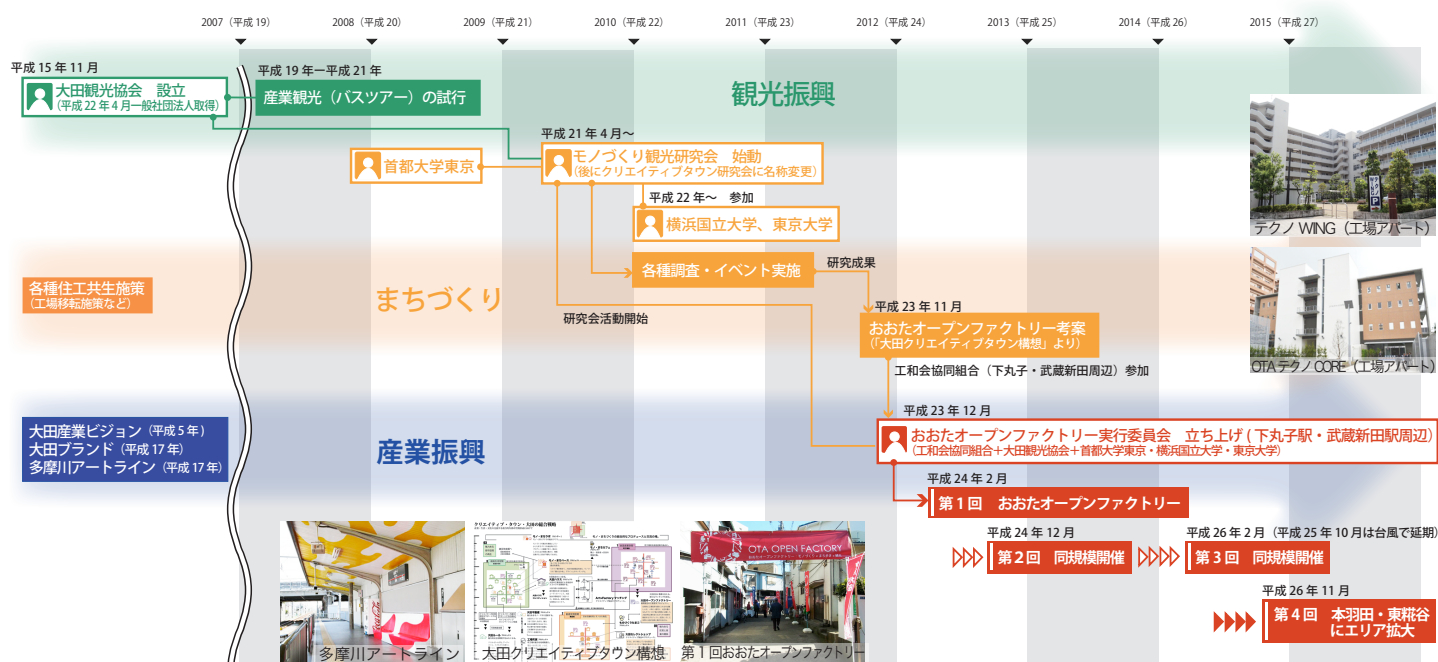 2007（平成 19）
2008（平成 20）
2009（平成 21）
2010（平成 22）
2011（平成 23）
2012（平成 24）
2013（平成 25）
2014（平成 26）
2015（平成 27）
平成 15 年 11 月
大田観光協会　設立
(平成 22 年 4 月一般社団法人取得)
平成 19 年ー平成 21 年
産業観光（バスツアー）の試行
観光振興
平成 21 年 4 月～
首都大学東京
モノづくり観光研究会　始動
(後にクリエイティブタウン研究会に名称変更)
平成 22 年～　参加
横浜国立大学、東京大学
テクノ WING（工場アパート）
各種住工共生施策
(工場移転施策など)
まちづくり
各種調査・イベント実施
研究成果
研究会活動開始
平成 23 年 11 月
おおたオープンファクトリー考案
(「大田クリエイティブタウン構想」より)
OTA テクノ CORE（工場アパート）
工和会協同組合（下丸子・武蔵新田周辺）参加
大田産業ビジョン (平成 5 年)
大田ブランド (平成 17 年)
多摩川アートライン (平成 17 年)
産業振興
平成 23 年 12 月
おおたオープンファクトリー実行委員会　立ち上げ ( 下丸子駅・武蔵新田駅周辺)
(工和会協同組合＋大田観光協会＋首都大学東京・横浜国立大学・東京大学)
平成 24 年 2 月
第 1 回　おおたオープンファクトリー
平成 24 年 12 月
第 2 回　同規模開催
平成 26 年 2 月（平成 25 年 10 月は台風で延期)
第 3 回　同規模開催
平成 26 年 11 月
第 4 回　本羽田・東糀谷
にエリア拡大
多摩川アートライン
クリエイティブ・タウン・大田の総合戦略
大田クリエイティブタウン構想
OTA OPEN FACTORY
第 1 回おおたオープンファクトリー